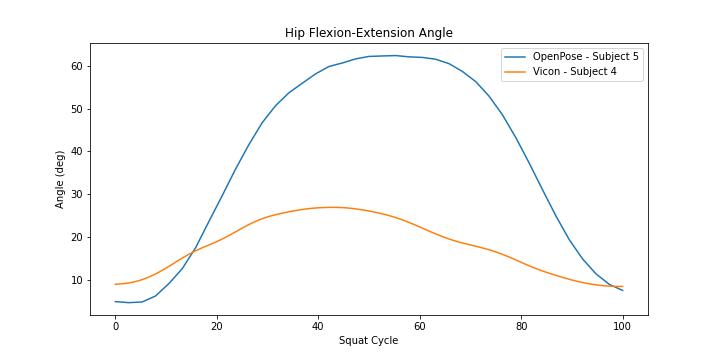 Hip Flexion-Extension Angle
OpenPose - Subject 5
Vicon - Subject 4
Angle (deg)
60
50
40
30
20
10
0
20
40
60
80
100
Squat Cycle